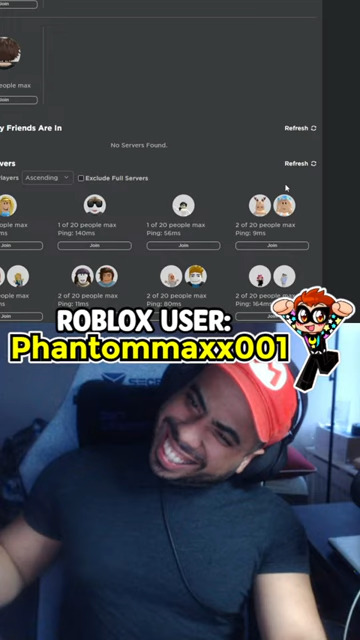 people max
y Friends Are In
Refresh
No Servers Found.
Refresh
Players
Ascending
Exclude Full Servers
20 people max
1 of 20 people max
1 of 20 people max
2 of 20 people max
Ping: 140ms
Ping: 56ms
Ping: 9ms
Join
Join
Join
Join
2 of 20 people max
2 of 20 people max
2 of 20 people max
Ping: 11ms
Ping: 80ms
Ping: 164ms
ROBLOX USER:
Phantommaxx001